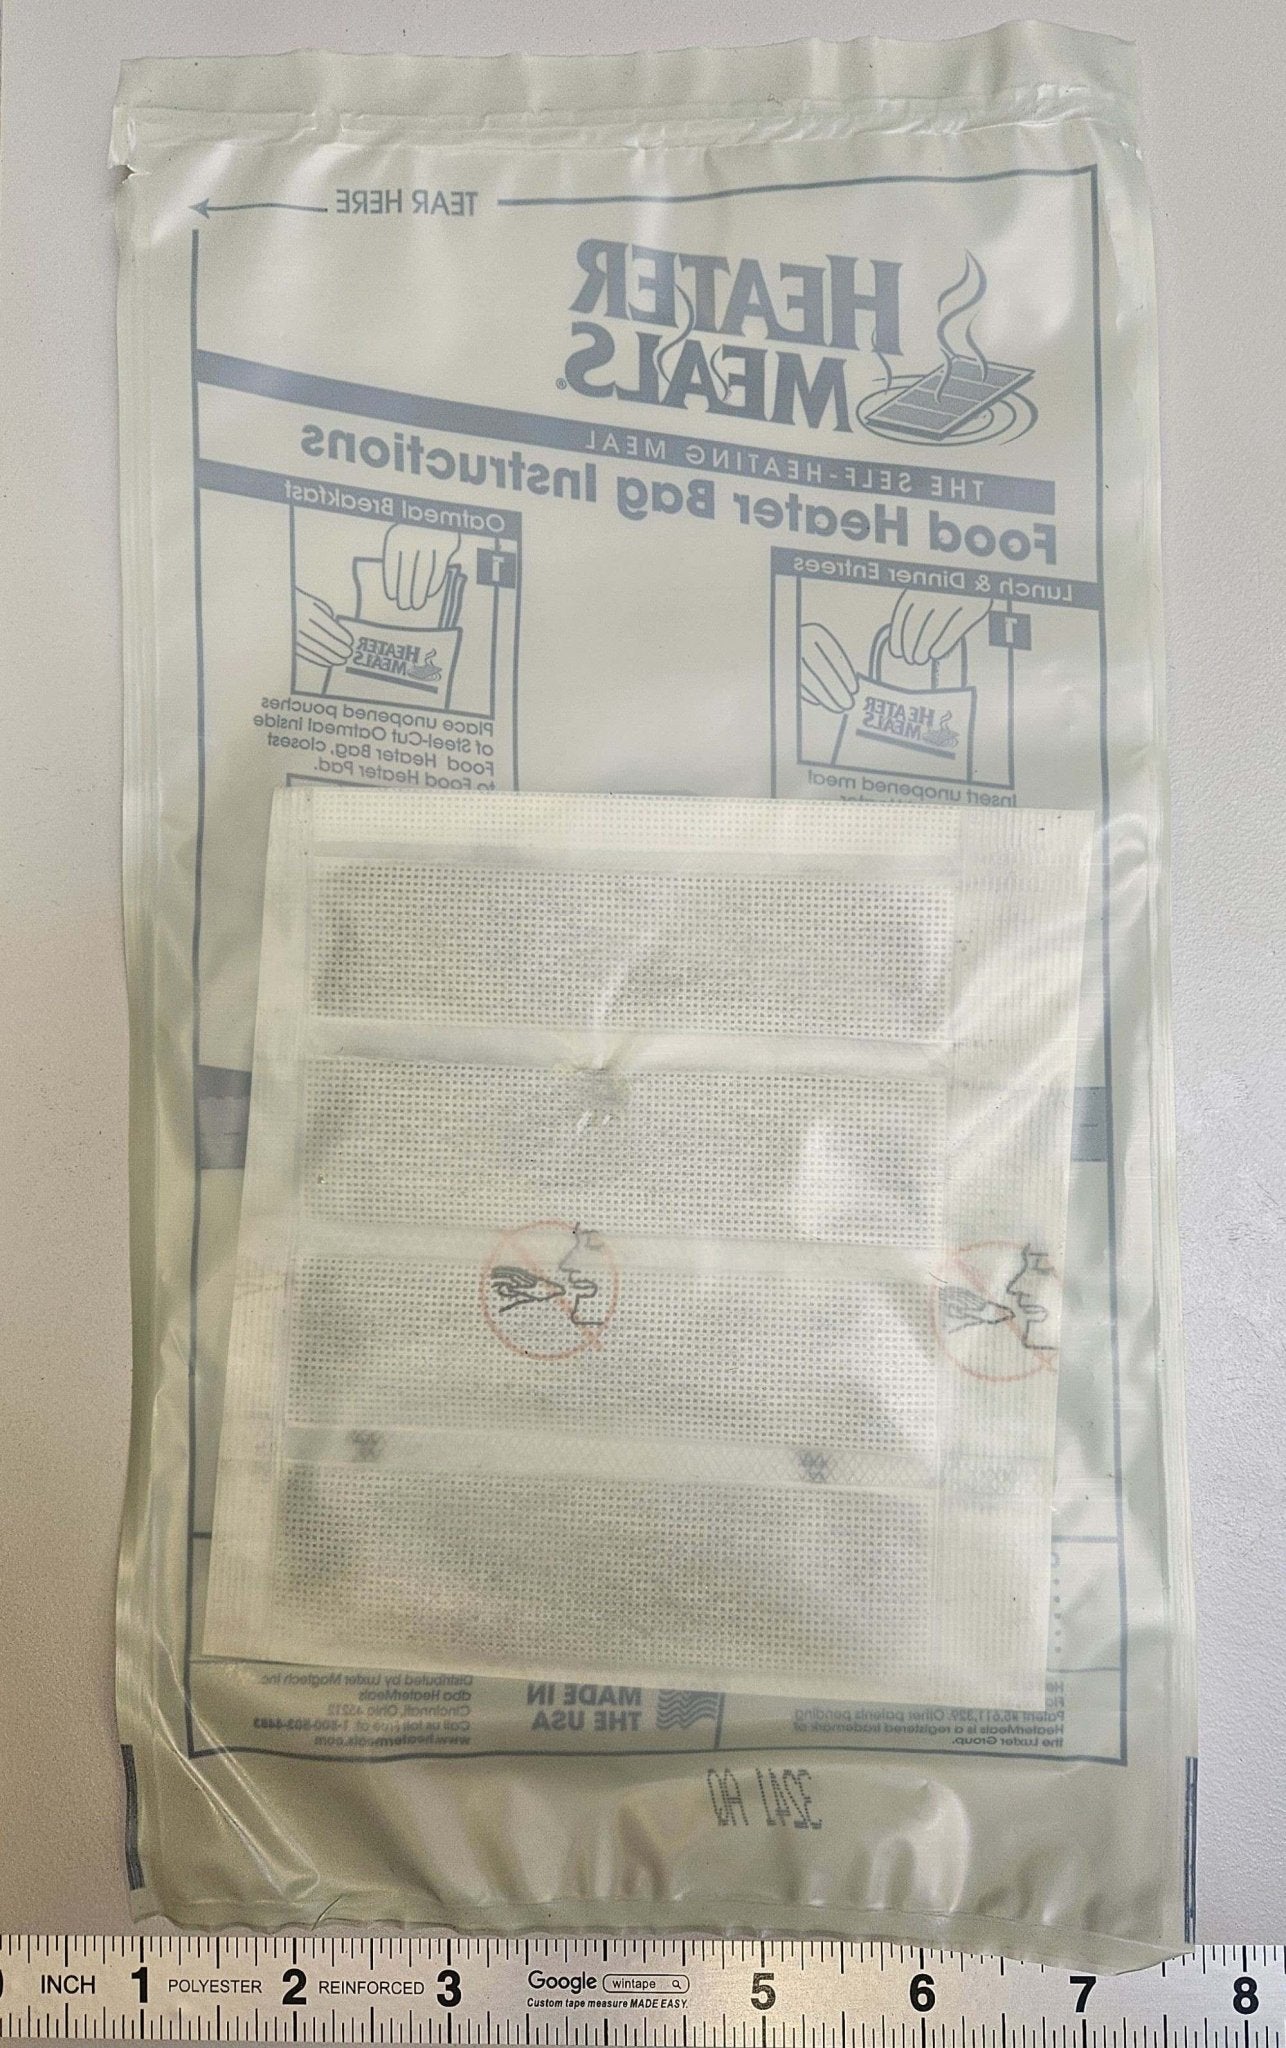 TEAR HERE
HEATER
MEALS®
THE SELF-HEATING MEAL
Food Heater Bag Instructions
Lunch & Dinner Entrees
1
HEATER
MEALS
Insert unopened meal
Oatmeal Breakfast
1
HEATER
MEALS
Place unopened pouches
of Steel-Cut Oatmeal inside
Food Heater Bag, closest
to Food Heater Pad.
Patent #5,611,329. Other patents pending
HeaterMeals is a registered trademark of
the Luxfer Group.
MADE IN
THE USA
Distributed by Luxfer Magtech Inc.
dba HeaterMeals
Cincinnati, Ohio 45212
Call us toll free at: 1-800-503-4483
www.heatermeals.com
INCH 1 POLYESTER 2 REINFORCED 3 Google wintape 5 6 7 8
Custom tape measure MADE EASY.